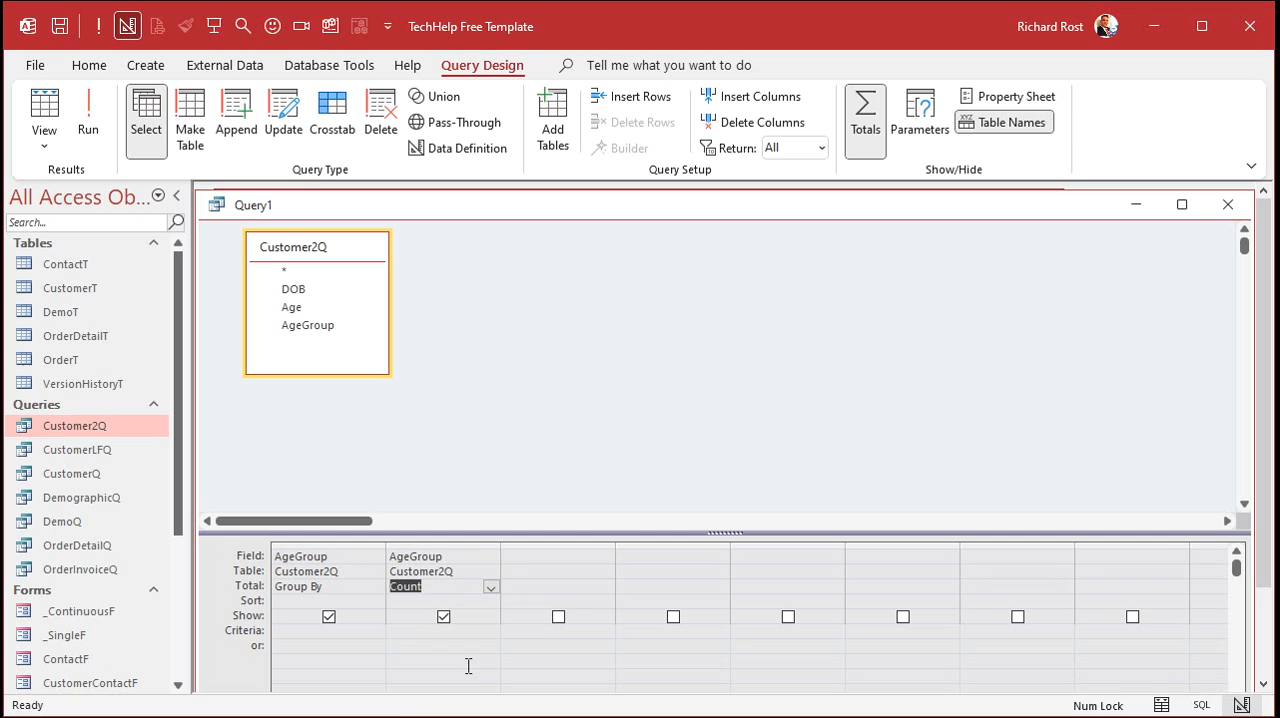 TechHelp Free Template
Richard Rost
File Home Create External Data Database Tools Help Query Design Tell me what you want to do
View
Run
Results
Select
Make Table
Append
Update
Crosstab
Delete
Union
Pass-Through
Data Definition
Query Type
Add Tables
Insert Rows
Delete Rows
Builder
Insert Columns
Delete Columns
Return: All
Query Setup
Totals
Parameters
Property Sheet
XYZ Table Names
Show/Hide
All Access Ob...
Search...
Tables
ContactT
CustomerT
DemoT
OrderDetailT
OrderT
VersionHistoryT
Queries
Customer2Q
CustomerLFQ
CustomerQ
DemographicQ
DemoQ
OrderDetailQ
OrderInvoiceQ
Forms
_ContinuousF
_SingleF
ContactF
CustomerContactF
Query1
Customer2Q
*
DOB
Age
AgeGroup
Field: AgeGroup AgeGroup
Table: Customer2Q Customer2Q
Total: Group By Count
Sort:
Show:
Criteria:
or:
Ready
Num Lock
SQL